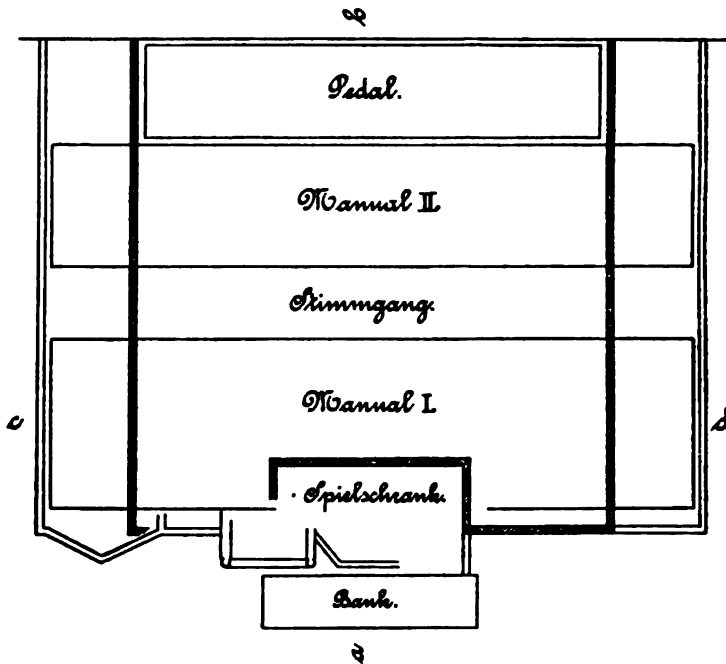 b
Pedal.
Manual II.
Stimmgang.
Manual I.
c
d
Spielschrank.
Bank.
a